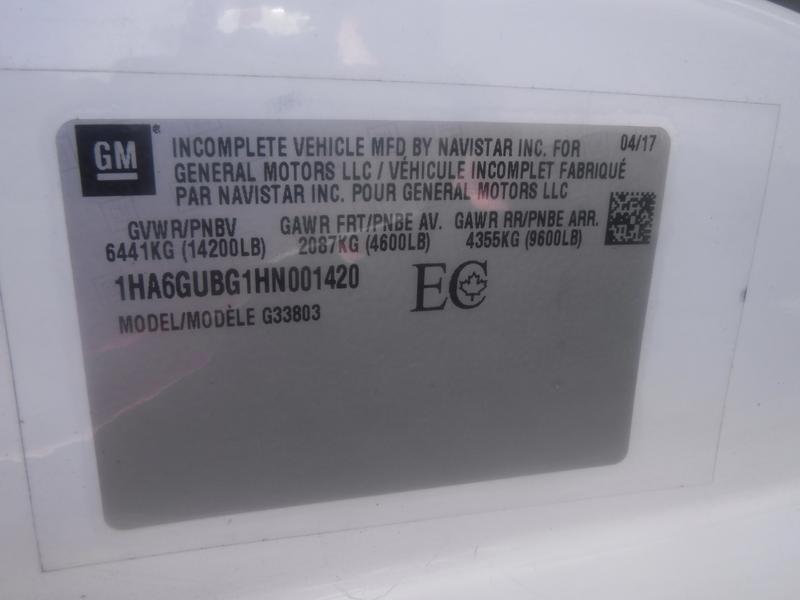 GM ® INCOMPLETE VEHICLE MFD BY NAVISTAR INC. FOR 04/17
GENERAL MOTORS LLC / VÉHICULE INCOMPLET FABRIQUÉ
PAR NAVISTAR INC. POUR GENERAL MOTORS LLC
GVWR/PNBV GAWR FRT/PNBE AV. GAWR RR/PNBE ARR.
6441KG (14200LB) 2087KG (4600LB) 4355KG (9600LB)
1HA6GUBG1HN001420 EC
MODEL/MODÈLE G33803